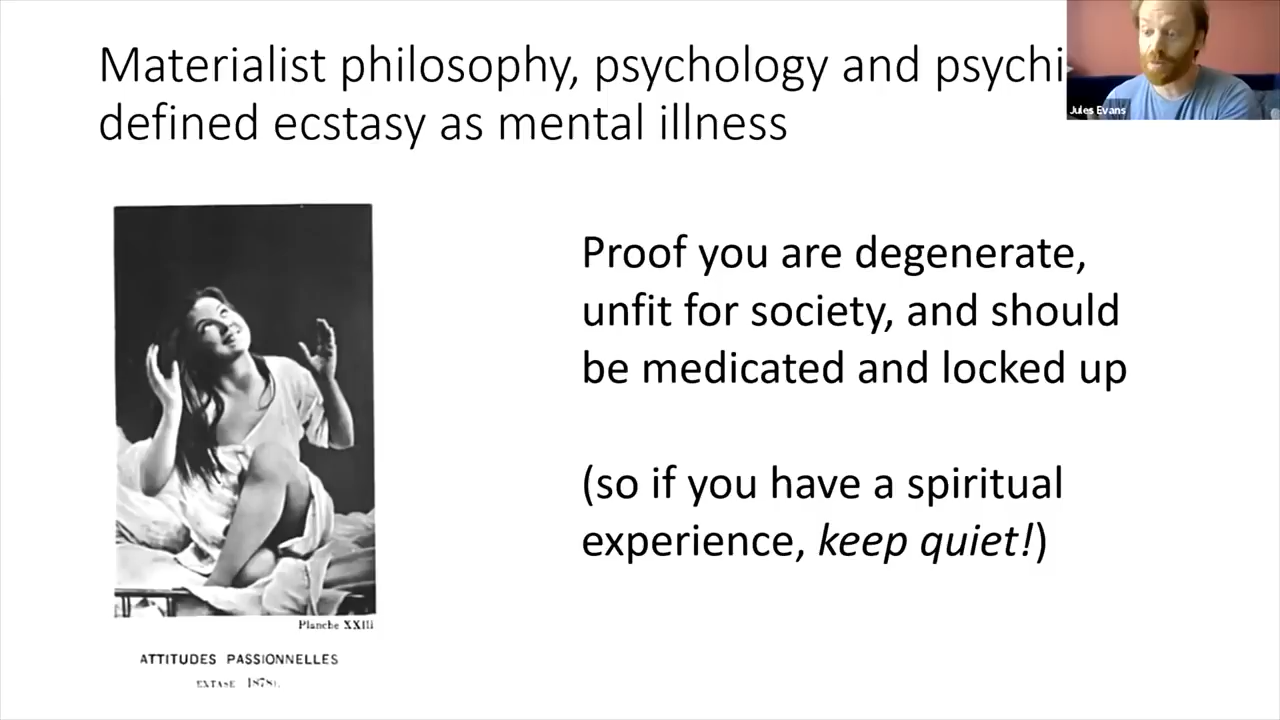 Materialist philosophy, psychology and psychi
defined ecstasy as mental illness
Jules Evans
Proof you are degenerate,
unfit for society, and should
be medicated and locked up
(so if you have a spiritual
experience, keep quiet!)
Planche XXIII
ATTITUDES PASSIONNELLES
EXTASE (1878).